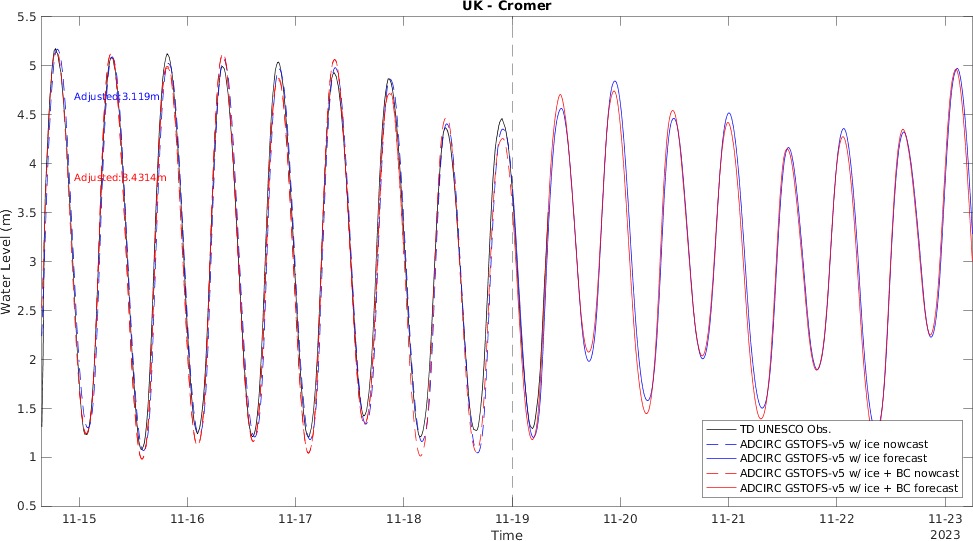 UK - Cromer
5.5
5
4.5
4
3.5
3
2.5
2
1.5
1
0.5
Water Level (m)
Adjusted:3.119m
Adjusted:3.4314m
TD UNESCO Obs.
ADCIRC GSTOFS-v5 w/ ice nowcast
ADCIRC GSTOFS-v5 w/ ice forecast
ADCIRC GSTOFS-v5 w/ ice + BC nowcast
ADCIRC GSTOFS-v5 w/ ice + BC forecast
11-15 11-16 11-17 11-18 11-19 11-20 11-21 11-22 11-23
Time 2023